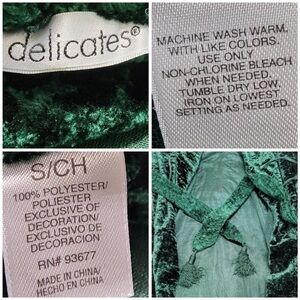 delicates®
MACHINE WASH WARM.
WITH LIKE COLORS.
USE ONLY
NON-CHLORINE BLEACH
WHEN NEEDED.
TUMBLE DRY LOW.
IRON ON LOWEST
SETTING AS NEEDED.
S/CH
100% POLYESTER/
POLIESTER
EXCLUSIVE OF
DECORATION/
EXCLUSIVO DE
DECORACION
RN# 93677
MADE IN CHINA/
HECHO EN CHINA